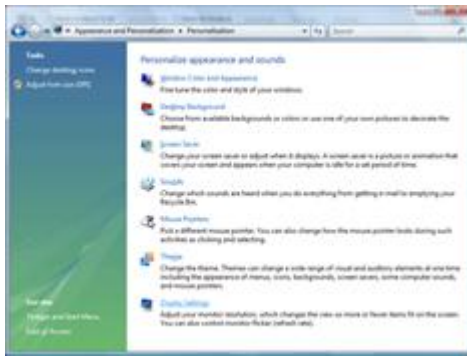 Appearance and Personalization ▸ Personalization
Search
Tasks
Change desktop icons
Adjust font size (DPI)
Personalize appearance and sounds
Window Color and Appearance
Fine tune the color and style of your windows.
Desktop Background
Choose from available backgrounds or colors or use one of your own pictures to decorate the
desktop.
Screen Saver
Change your screen saver or adjust when it displays. A screen saver is a picture or animation that
covers your screen and appears when your computer is idle for a set period of time.
Sounds
Change which sounds are heard when you do everything from getting e-mail to emptying your
Recycle Bin.
Mouse Pointers
Pick a different mouse pointer. You can also change how the mouse pointer looks during such
activities as clicking and selecting.
Theme
Change the theme. Themes can change a wide range of visual and auditory elements at one time
including the appearance of menus, icons, backgrounds, screen savers, some computer sounds,
and mouse pointers.
Display Settings
Adjust your monitor resolution, which changes the view so more or fewer items fit on the screen.
You can also control monitor flicker (refresh rate).
See also
Taskbar and Start Menu
Ease of Access